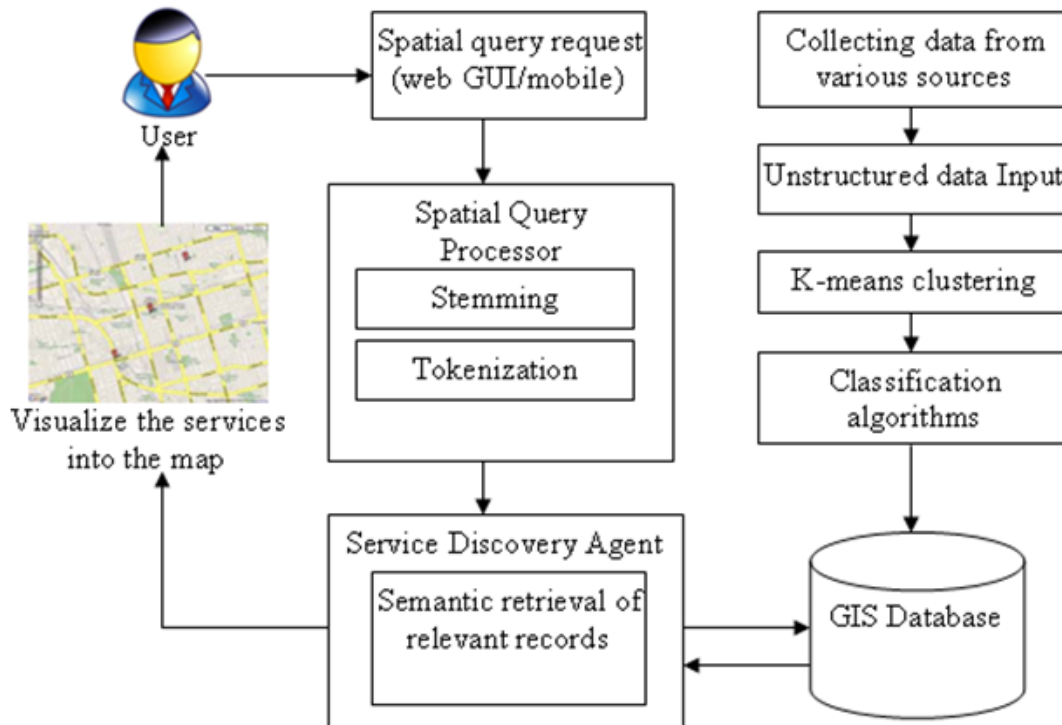 User
Spatial query request
(web GUI/mobile)
Spatial Query
Processor
Stemming
Tokenization
Service Discovery Agent
Semantic retrieval of
relevant records
Visualize the services
into the map
Collecting data from
various sources
Unstructured data Input
K-means clustering
Classification
algorithms
GIS Database